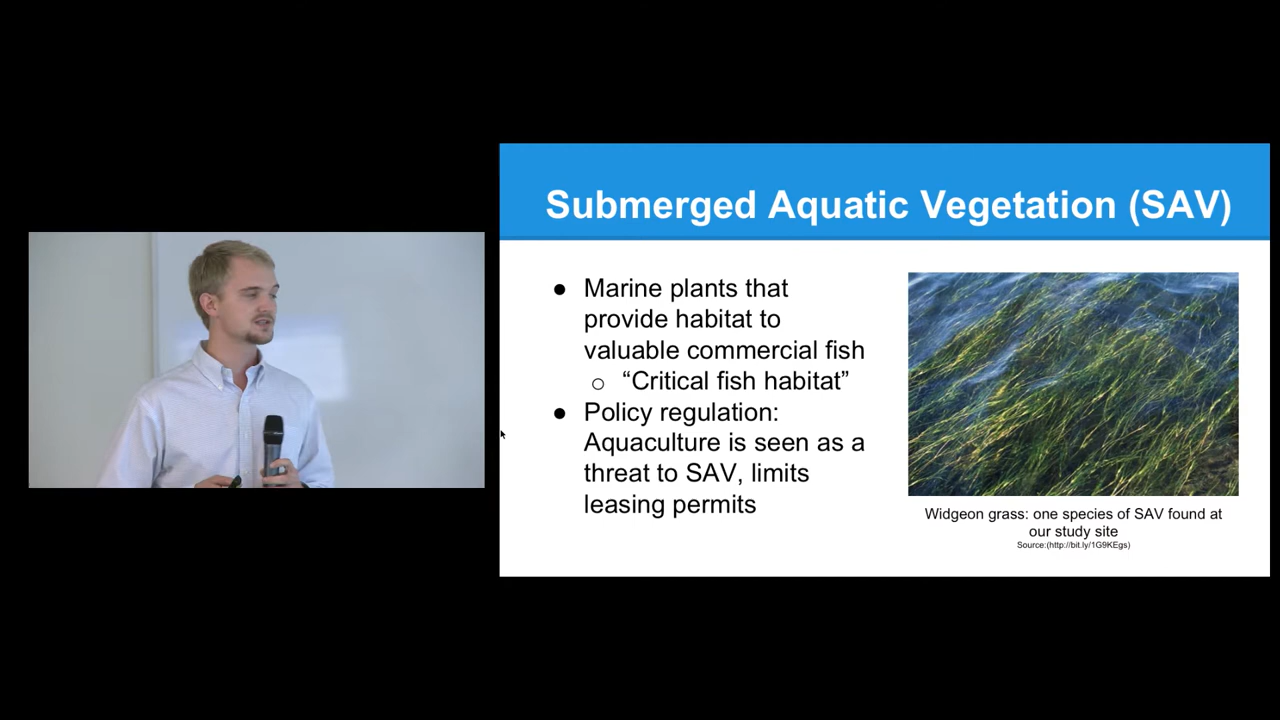 Submerged Aquatic Vegetation (SAV)
● Marine plants that
provide habitat to
valuable commercial fish
○ “Critical fish habitat”
● Policy regulation:
Aquaculture is seen as a
threat to SAV, limits
leasing permits
Widgeon grass: one species of SAV found at
our study site
Source:(http://bit.ly/1G9KEgs)